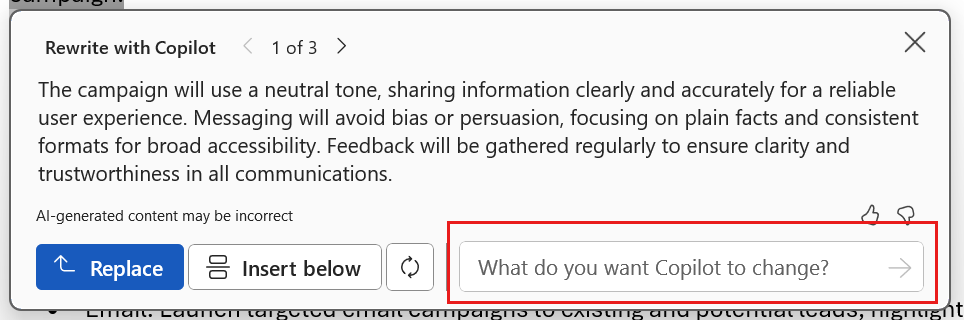 campaign.
Rewrite with Copilot 1 of 3
The campaign will use a neutral tone, sharing information clearly and accurately for a reliable
user experience. Messaging will avoid bias or persuasion, focusing on plain facts and consistent
formats for broad accessibility. Feedback will be gathered regularly to ensure clarity and
trustworthiness in all communications.
AI-generated content may be incorrect
Replace Insert below What do you want Copilot to change?
• Email: Launch targeted email campaigns to existing and potential leads, highlight